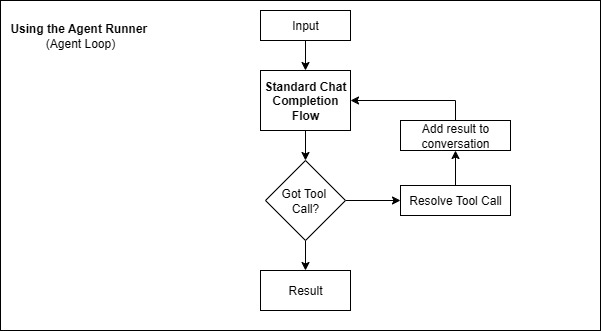 Using the Agent Runner
(Agent Loop)
Input
Standard Chat
Completion
Flow
Add result to
conversation
Got Tool
Call?
Resolve Tool Call
Result